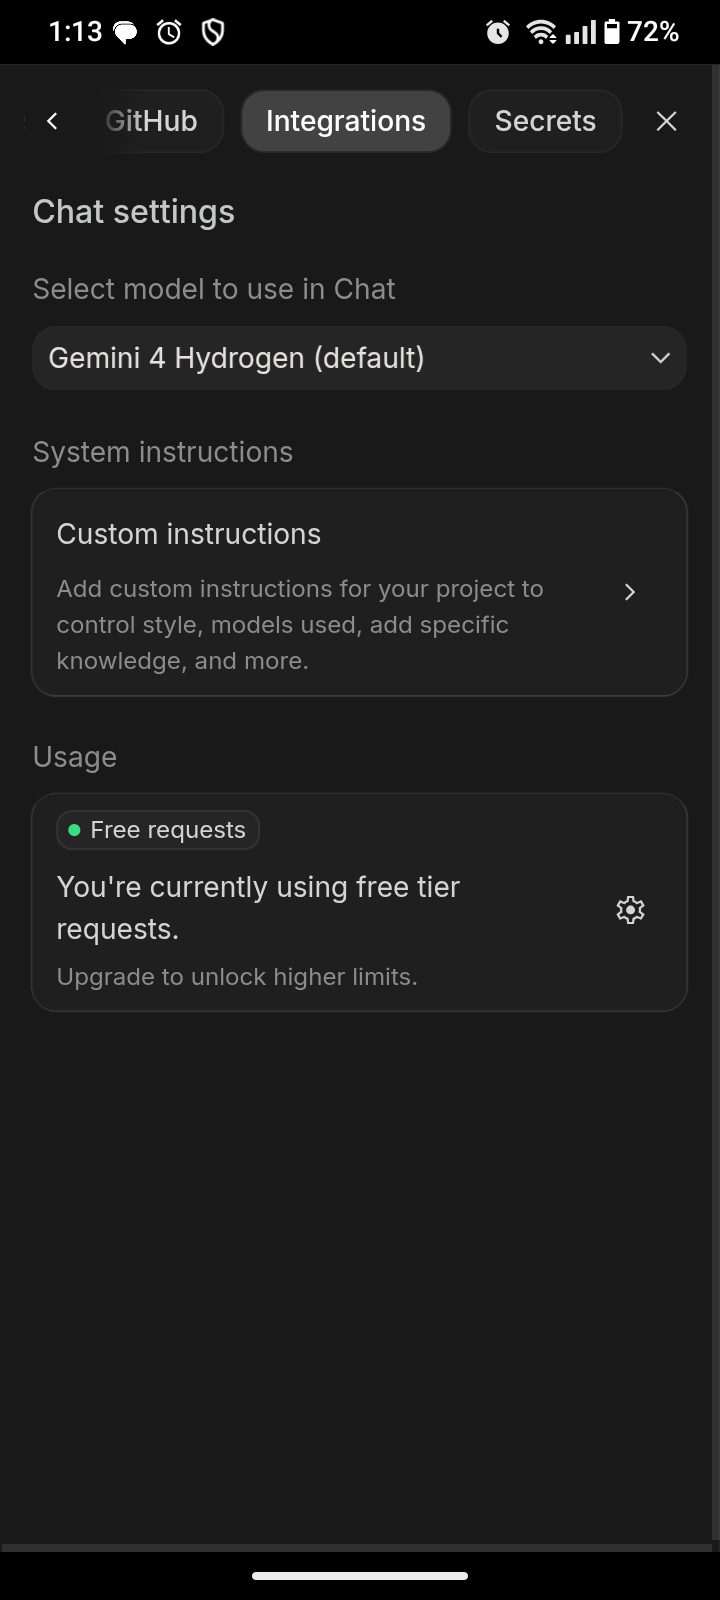 1:13
72%
GitHub
Integrations
Secrets
Chat settings
Select model to use in Chat
Gemini 4 Hydrogen (default)
System instructions
Custom instructions
Add custom instructions for your project to
control style, models used, add specific
knowledge, and more.
Usage
Free requests
You're currently using free tier
requests.
Upgrade to unlock higher limits.